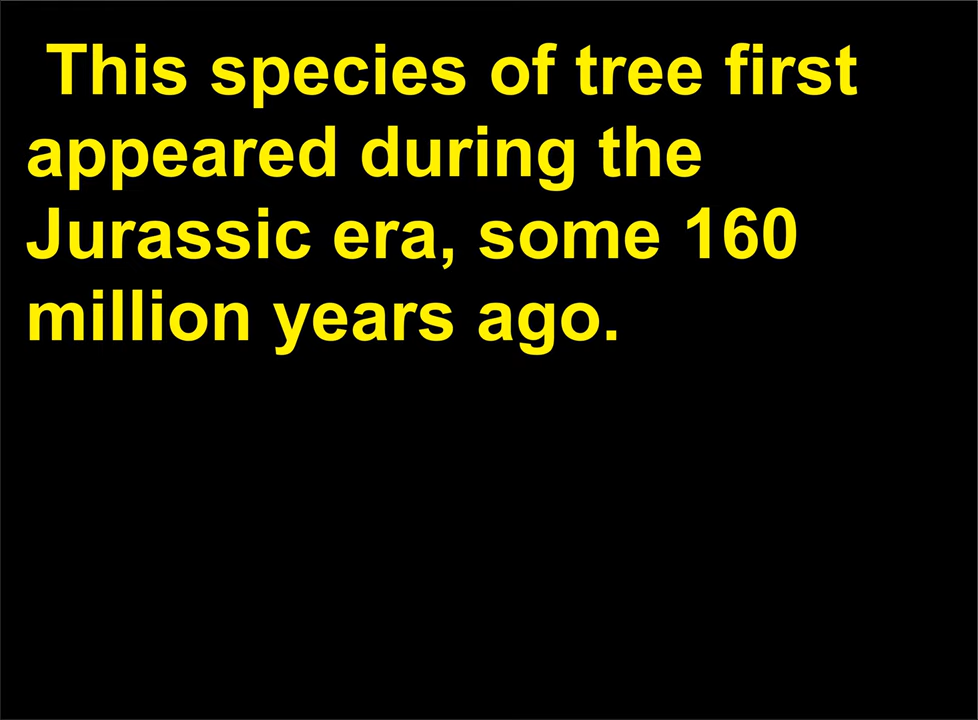 This species of tree first
appeared during the
Jurassic era, some 160
million years ago.